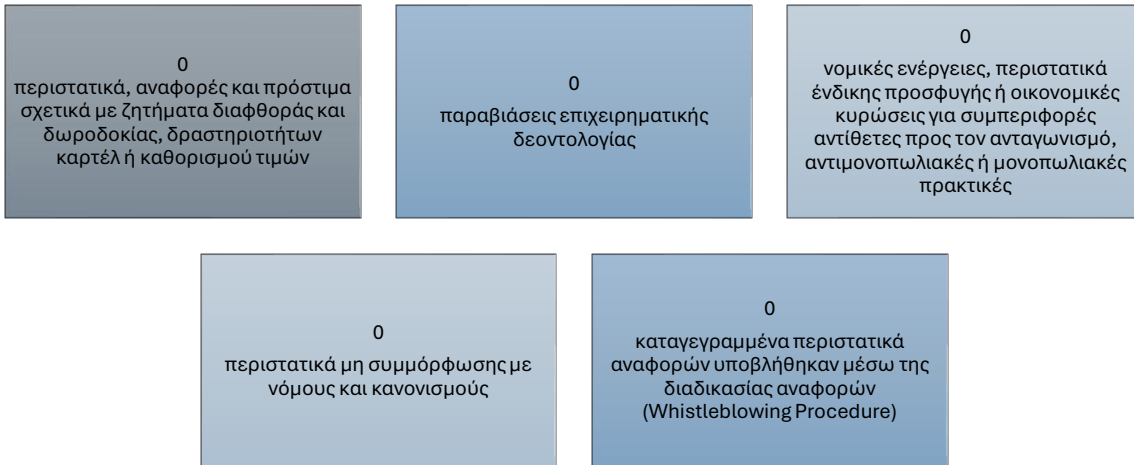 0
περιστατικά, αναφορές και πρόστιμα
σχετικά με ζητήματα διαφθοράς και
δωροδοκίας, δραστηριοτήτων
καρτέλ ή καθορισμού τιμών
0
παραβιάσεις επιχειρηματικής
δεοντολογίας
0
νομικές ενέργειες, περιστατικά
ένδικης προσφυγής ή οικονομικές
κυρώσεις για συμπεριφορές
αντίθετες προς τον ανταγωνισμό,
αντιμονοπωλιακές ή μονοπωλιακές
πρακτικές
0
περιστατικά μη συμμόρφωσης με
νόμους και κανονισμούς
0
καταγεγραμμένα περιστατικά
αναφορών υποβλήθηκαν μέσω της
διαδικασίας αναφορών
(Whistleblowing Procedure)